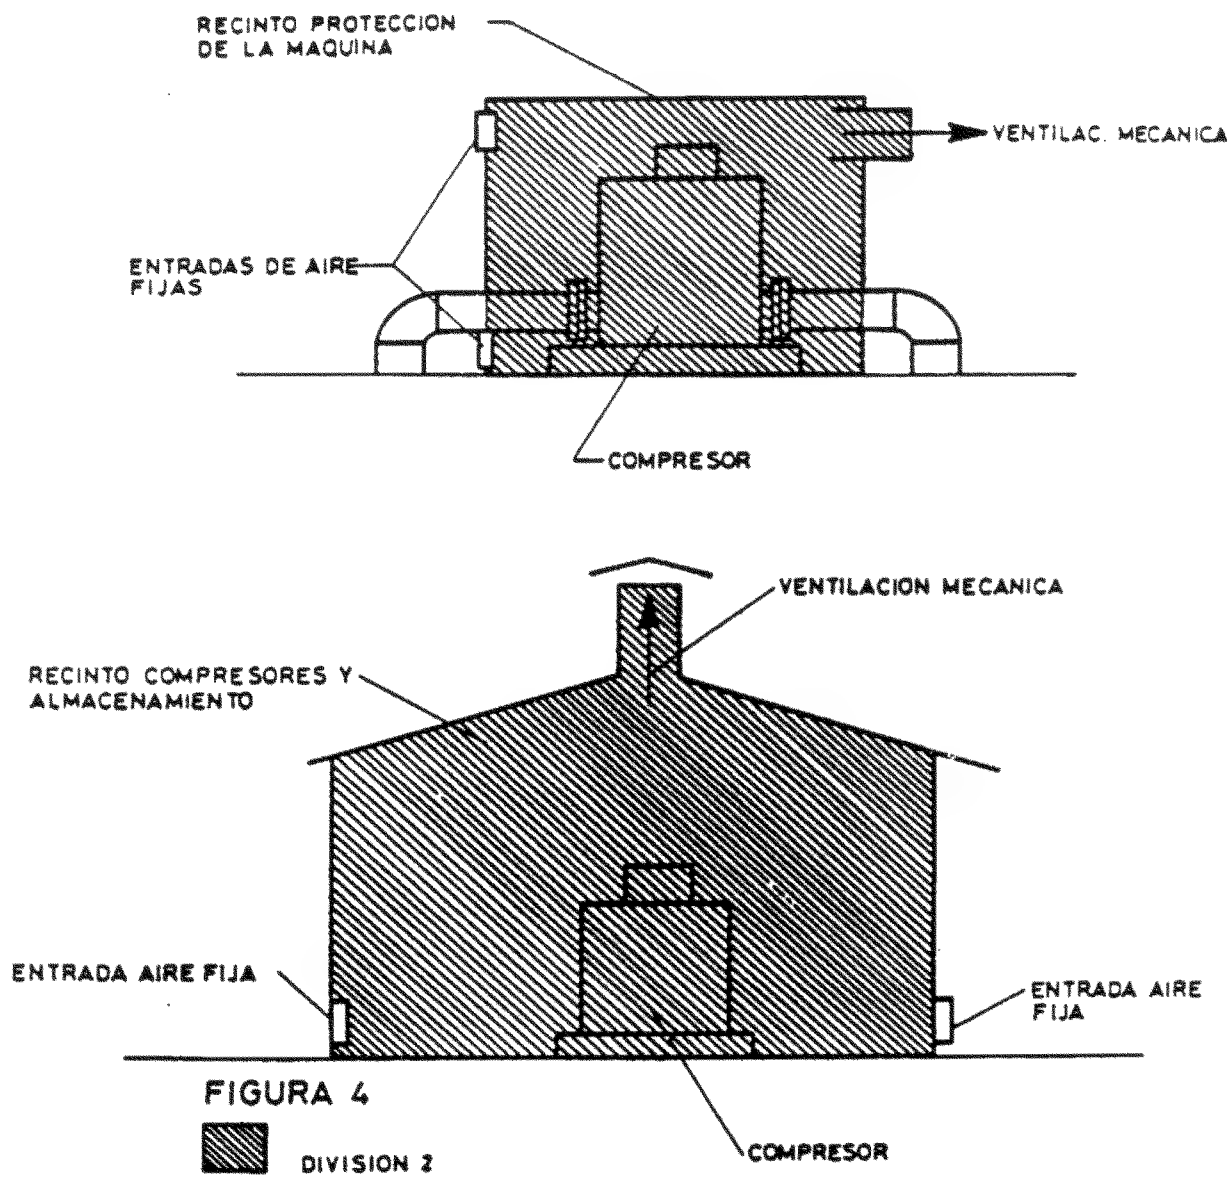 RECINTO PROTECCION
DE LA MAQUINA
VENTILAC. MECANICA
ENTRADAS DE AIRE
FIJAS
COMPRESOR
VENTILACION MECANICA
RECINTO COMPRESORES Y
ALMACENAMIENTO
ENTRADA AIRE FIJA
ENTRADA AIRE
FIJA
FIGURA 4
DIVISION 2
COMPRESOR